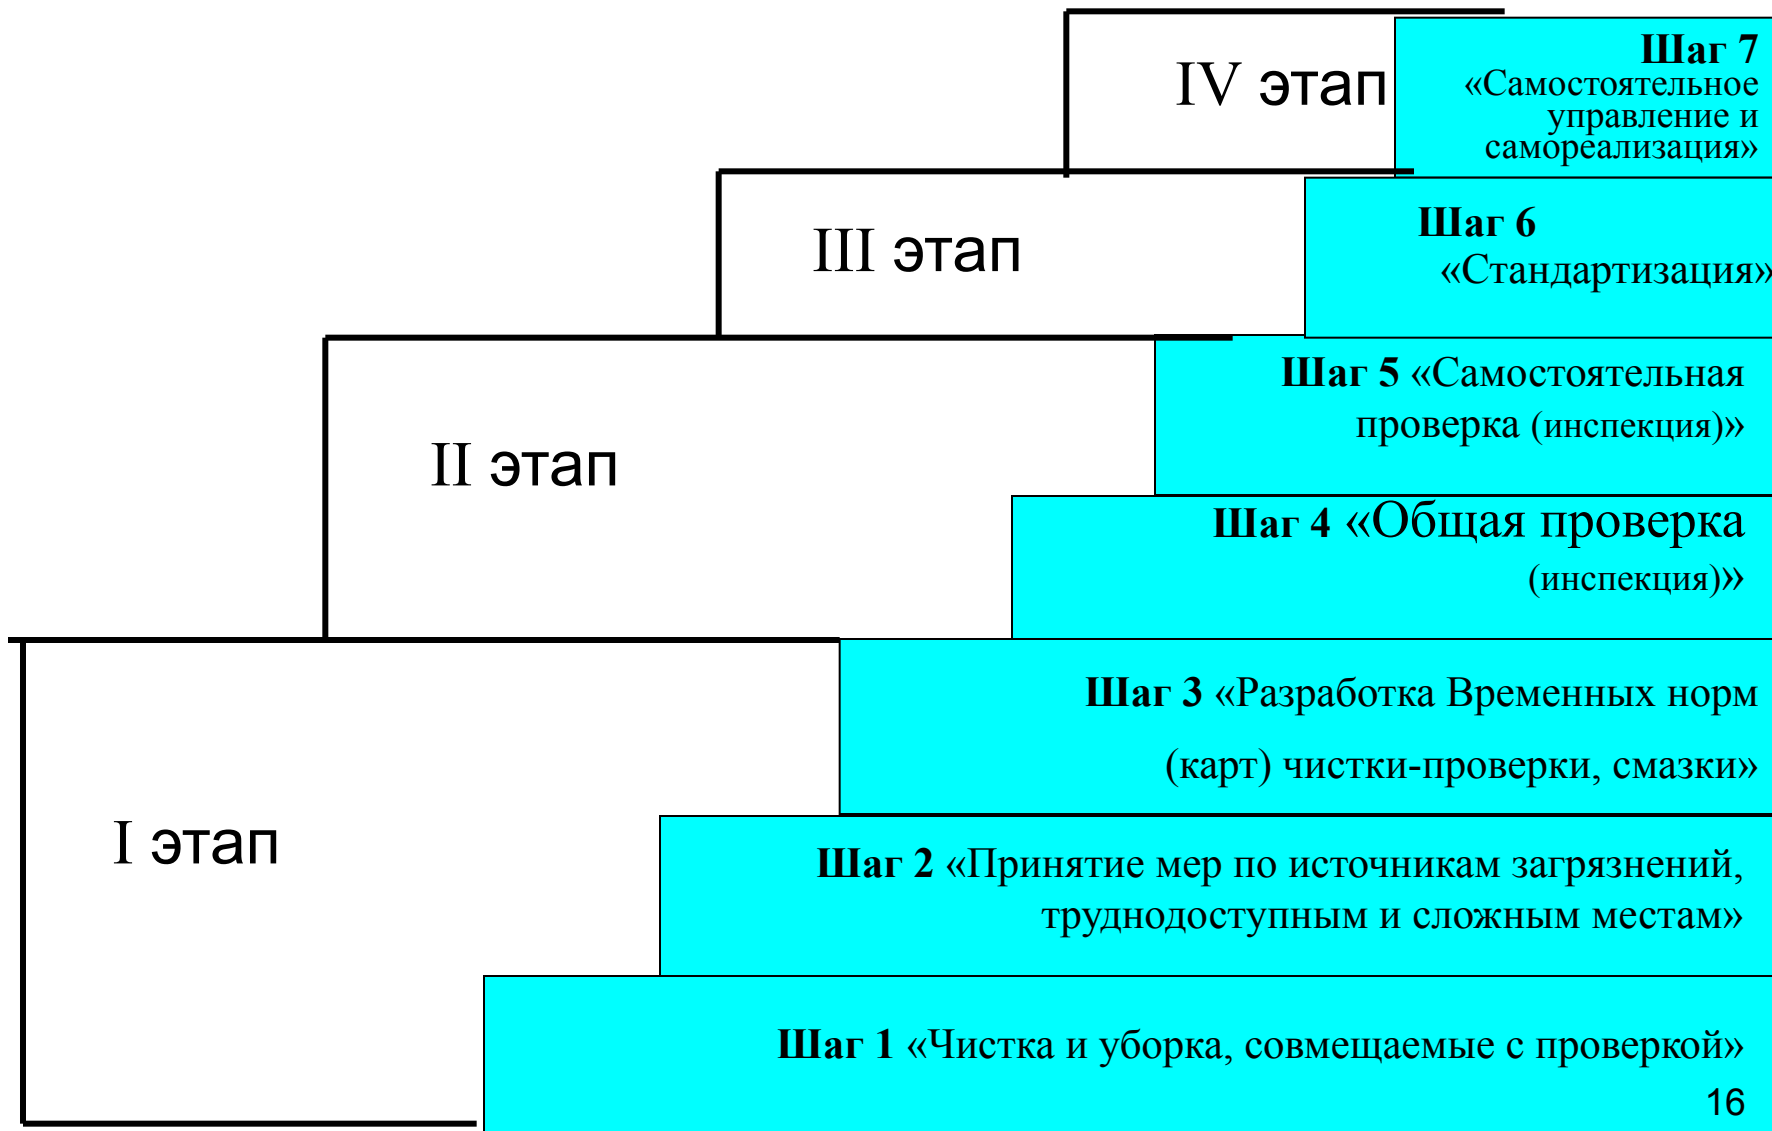 IV этап
Шаг 7
«Самостоятельное
управление и
самореализация»
III этап
Шаг 6
«Стандартизация»
II этап
Шаг 5 «Самостоятельная
проверка (инспекция)»
Шаг 4 «Общая проверка
(инспекция)»
I этап
Шаг 3 «Разработка Временных норм
(карт) чистки-проверки, смазки»
Шаг 2 «Принятие мер по источникам загрязнений,
труднодоступным и сложным местам»
Шаг 1 «Чистка и уборка, совмещаемые с проверкой»
16